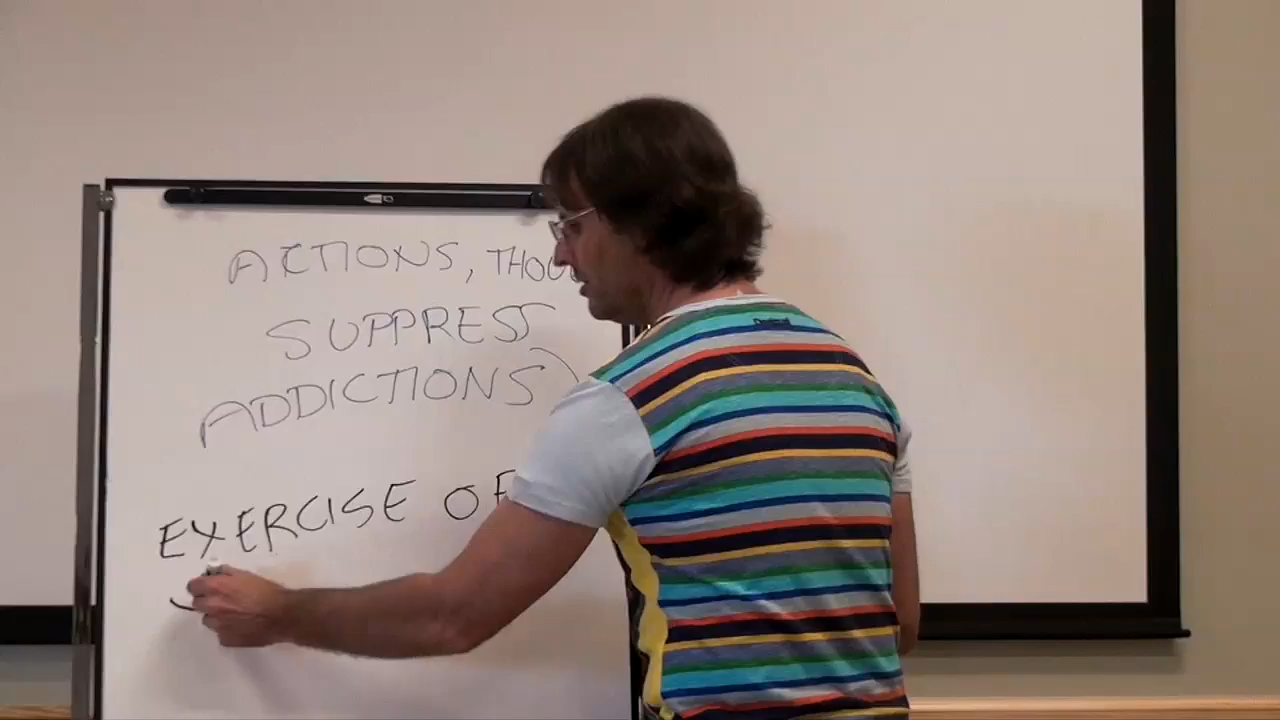 ACTIONS, THOU
SUPPRESS
ADDICTIONS)
EXERCISE OF